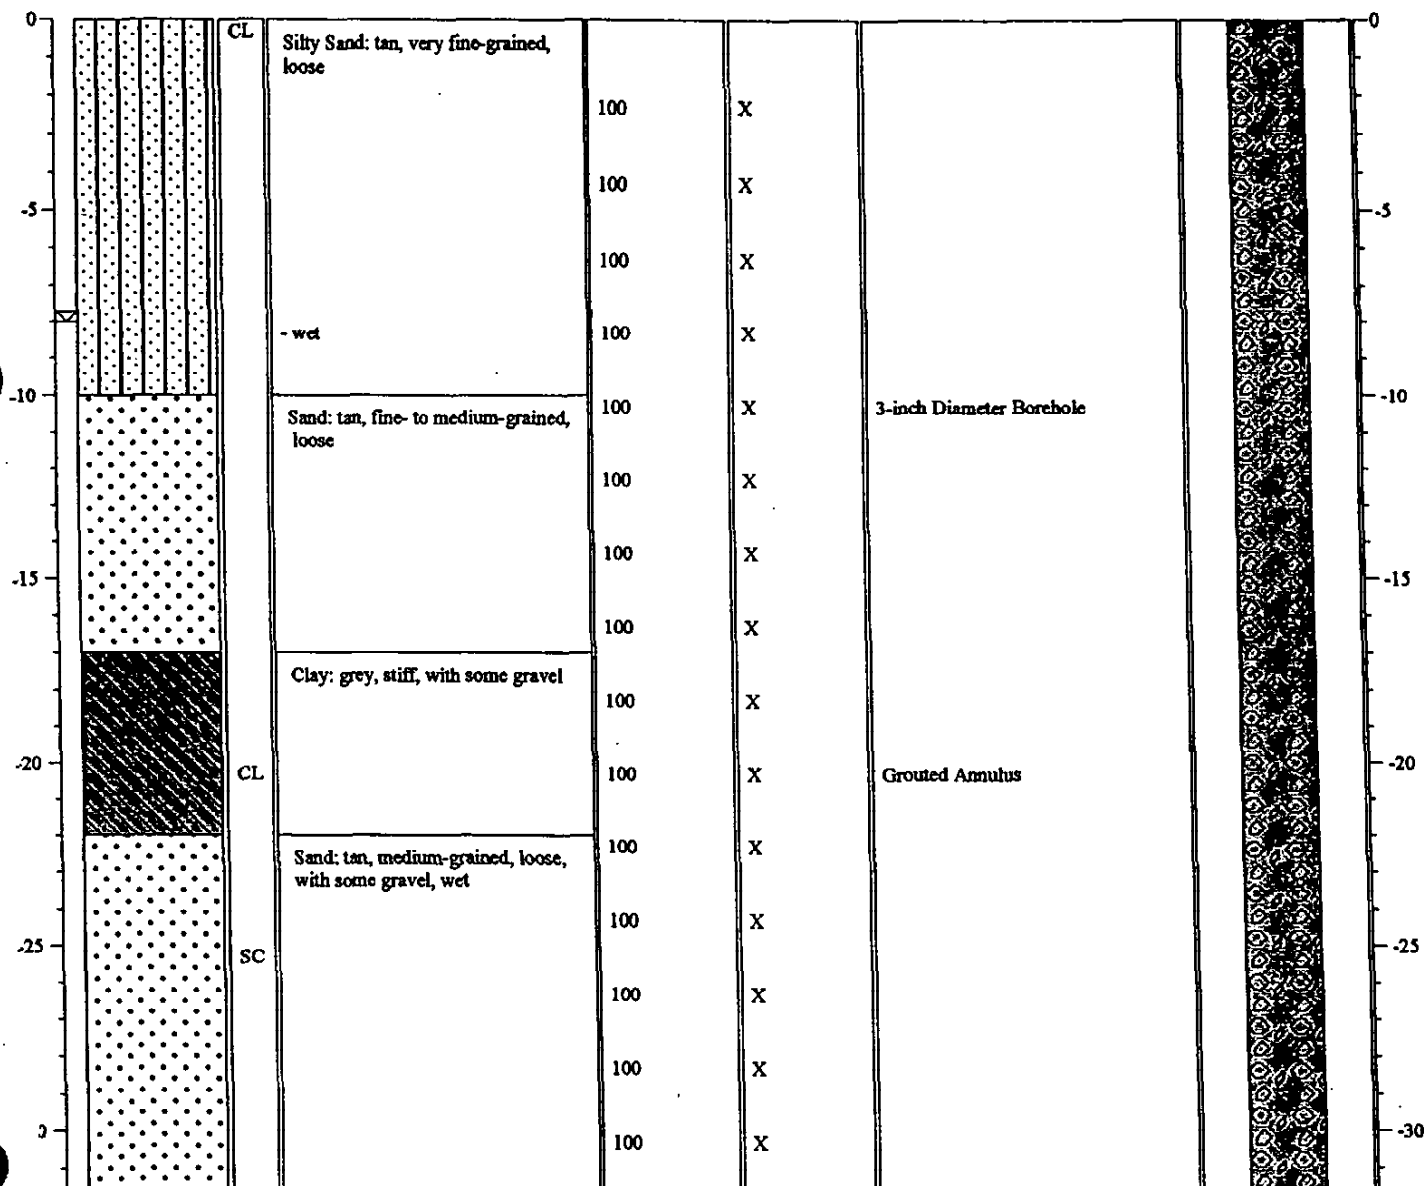 0 CL 0
Silty Sand: tan, very fine-grained,
loose
100 X
100 X
-5 -5
100 X
- wet 100 X
-10 -10
Sand: tan, fine- to medium-grained, 100 X 3-inch Diameter Borehole
loose
100 X
100 X
-15 -15
100 X
Clay: grey, stiff, with some gravel
100 X
-20 -20
CL 100 X Grouted Annulus
100 X
Sand: tan, medium-grained, loose,
with some gravel, wet
100 X
-25 -25
SC
100 X
100 X
0 -30
100 X